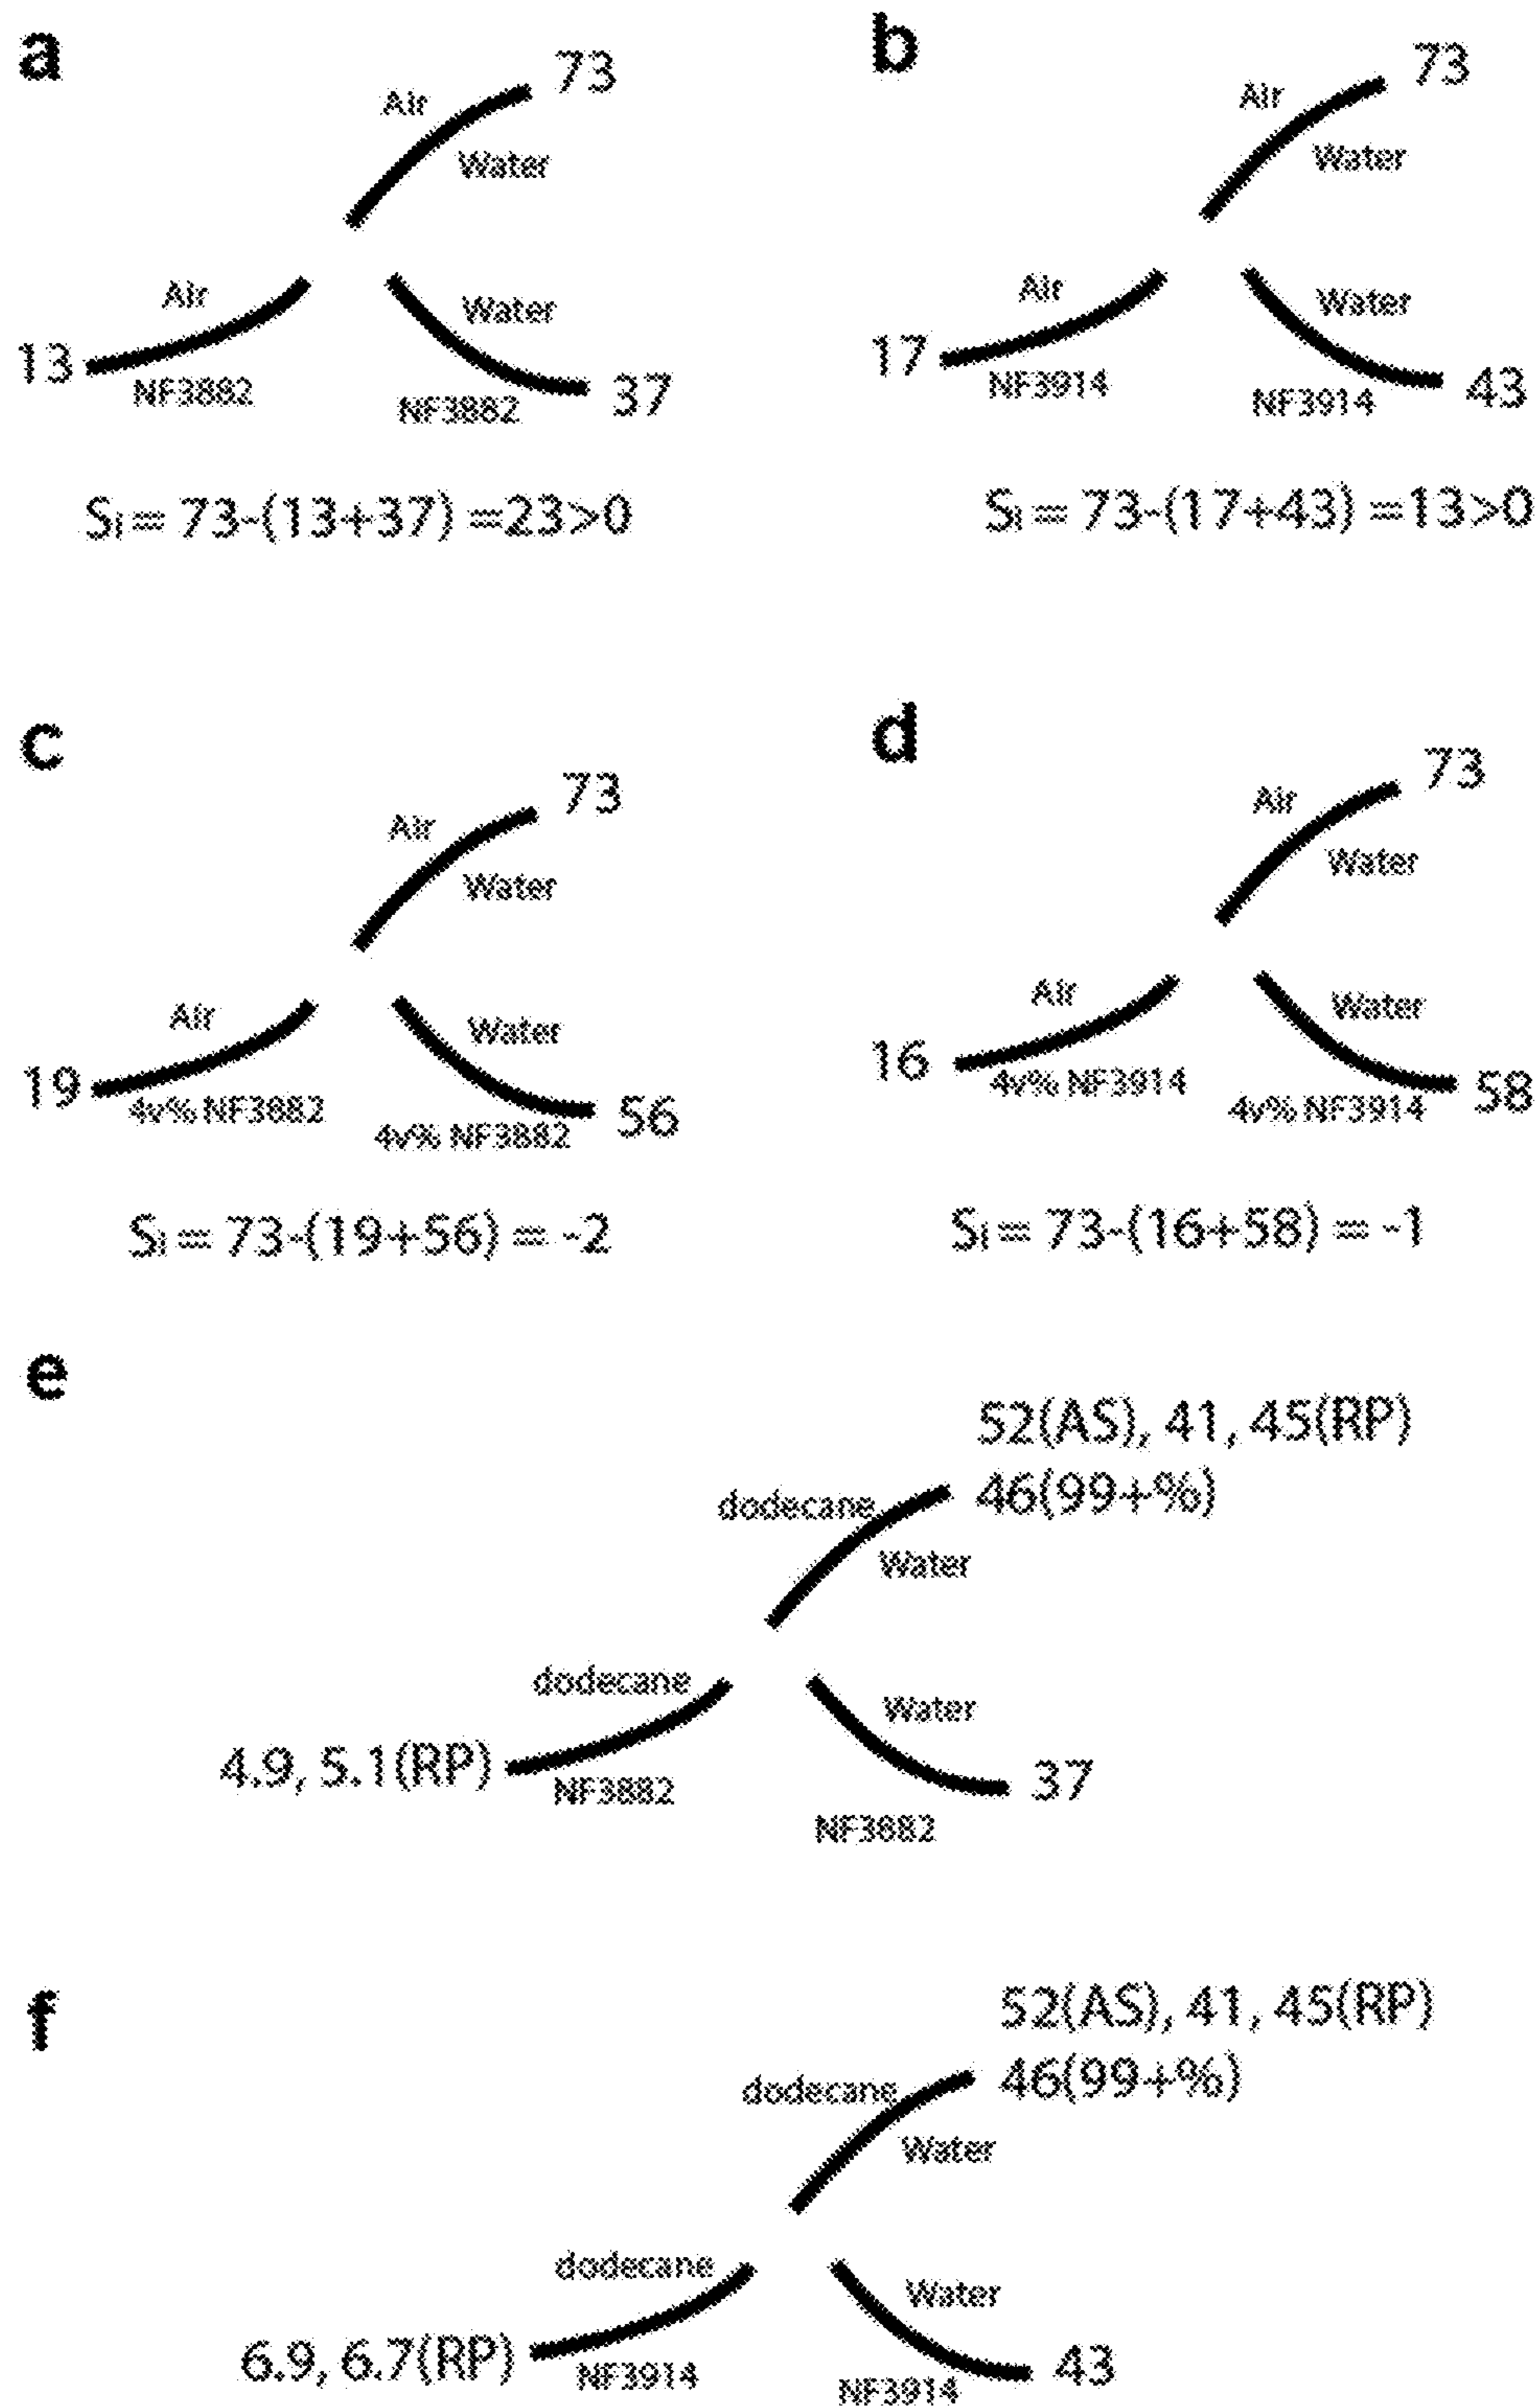 a
73
Air
Water
Air
Water
13
NF3882
NF3882
37
Si = 73-(13+37) =23>0
b
73
Air
Water
Air
Water
17
NF3914
NF3914
43
Si = 73-(17+43) =13>0
c
73
Air
Water
Air
Water
19
4v% NF3882
4v% NF3882
56
Si = 73-(19+56) = -2
d
73
Air
Water
Air
Water
16
4v% NF3914
4v% NF3914
58
Si = 73-(16+58) = -1
e
52(AS), 41, 45(RP)
46(99+%)
dodecane
Water
dodecane
Water
4.9, 5.1(RP)
NF3882
NF3882
37
f
52(AS), 41, 45(RP)
46(99+%)
dodecane
Water
dodecane
Water
6.9, 6.7(RP)
NF3914
NF3914
43